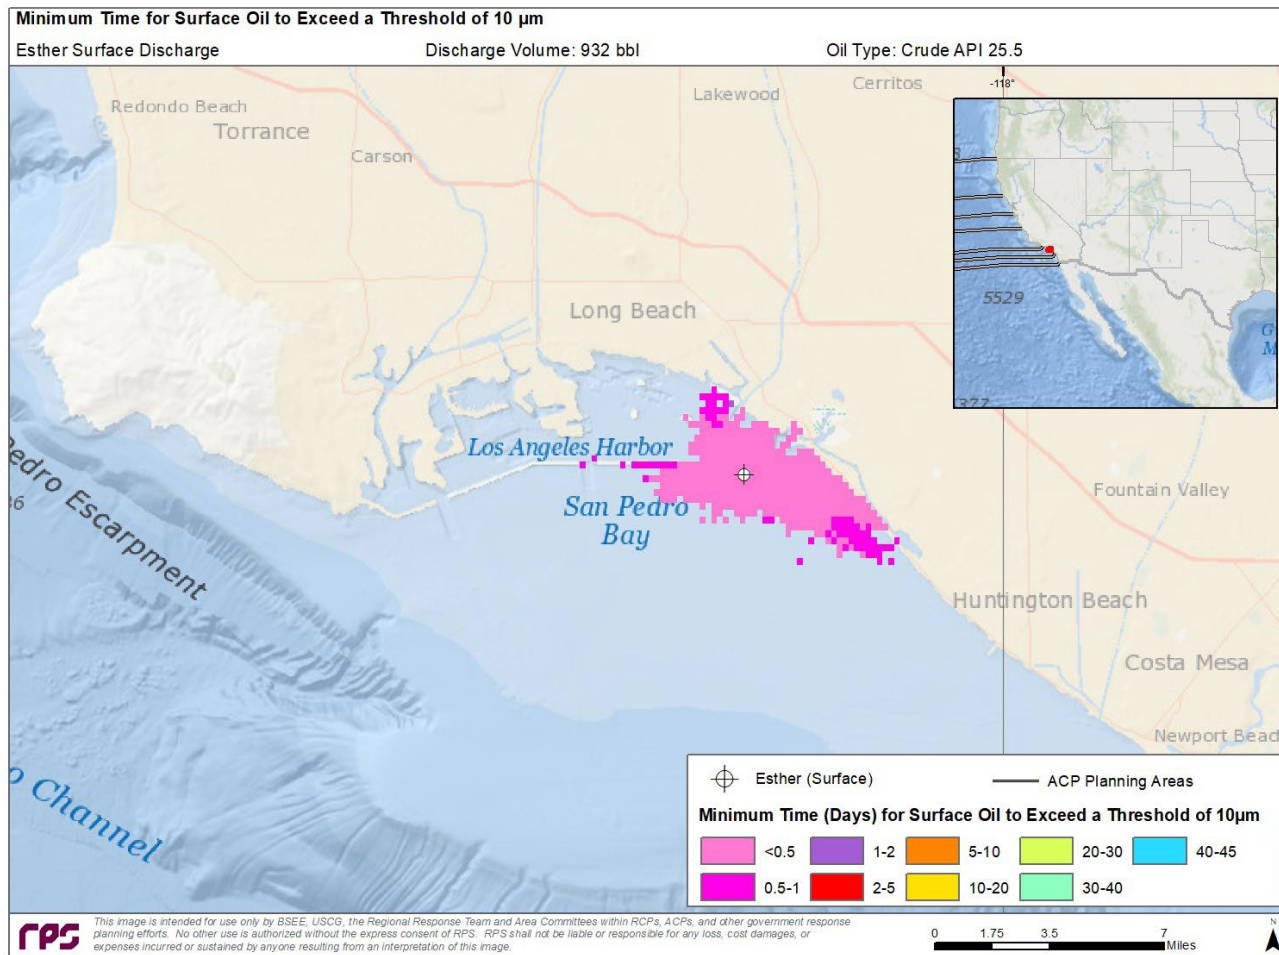 Minimum Time for Surface Oil to Exceed a Threshold of 10 µm
Esther Surface Discharge Discharge Volume: 932 bbl Oil Type: Crude API 25.5
-118°
Cerritos
Lakewood
Redondo Beach
Torrance
Carson
5529
G
M
377
Long Beach
Los Angeles Harbor
San Pedro
Bay
Pedro Escarpment
36
Fountain Valley
Huntington Beach
Costa Mesa
Newport Beach
o Channel
Esther (Surface) ACP Planning Areas
Minimum Time (Days) for Surface Oil to Exceed a Threshold of 10µm
<0.5 1-2 5-10 20-30 40-45
0.5-1 2-5 10-20 30-40
rps
This image is intended for use only by BSEE, USCG, the Regional Response Team and Area Committees within RCPs, ACPs, and other government response
planning efforts. No other use is authorized without the express consent of RPS. RPS shall not be liable or responsible for any loss, cost damages, or
expenses incurred or sustained by anyone resulting from an interpretation of this image.
0 1.75 3.5 7
Miles
N